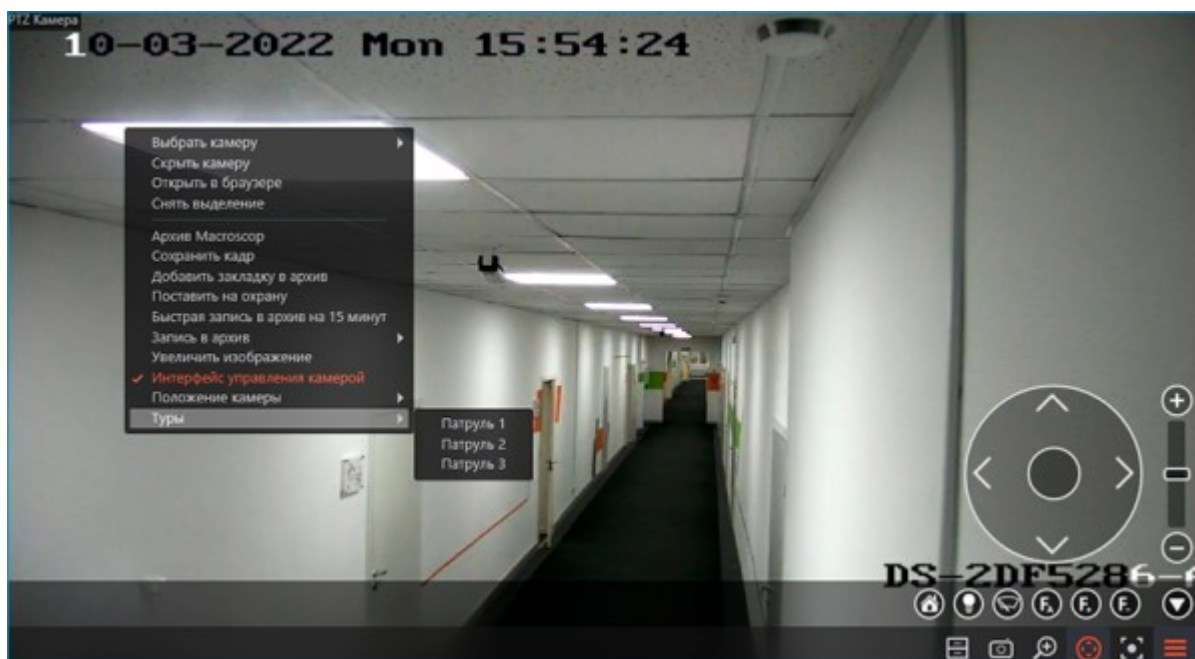 PTZ Камера
10-03-2022 Mon 15:54:24
Выбрать камеру
Скрыть камеру
Открыть в браузере
Снять выделение
Архив Macroscop
Сохранить кадр
Добавить закладку в архив
Поставить на охрану
Быстрая запись в архив на 15 минут
Запись в архив
Увеличить изображение
Интерфейс управления камерой
Положение камеры
Туры
Патруль 1
Патруль 2
Патруль 3
DS-2DF5286-